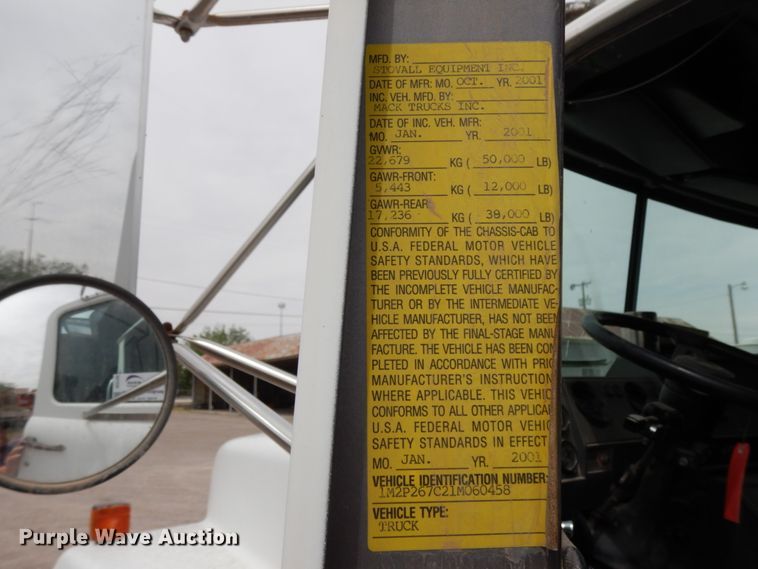 MFD. BY:
STOVALL EQUIPMENT INC.
DATE OF MFR: MO. OCT. YR. 2001
INC. VEH. MFD. BY:
MACK TRUCKS INC.
DATE OF INC. VEH. MFR:
MO. JAN. YR. 2001
GVWR:
22,679 KG ( 50,000 LB)
GAWR-FRONT:
5,443 KG ( 12,000 LB)
GAWR-REAR:
17,236 KG ( 38,000 LB)
CONFORMITY OF THE CHASSIS-CAB TO
U.S.A. FEDERAL MOTOR VEHICLE
SAFETY STANDARDS, WHICH HAVE
BEEN PREVIOUSLY FULLY CERTIFIED BY
THE INCOMPLETE VEHICLE MANUFAC-
TURER OR BY THE INTERMEDIATE VE-
HICLE MANUFACTURER, HAS NOT BEEN
AFFECTED BY THE FINAL-STAGE MANU
FACTURE. THE VEHICLE HAS BEEN COM
PLETED IN ACCORDANCE WITH PRIO
MANUFACTURER'S INSTRUCTION
WHERE APPLICABLE. THIS VEHIC
CONFORMS TO ALL OTHER APPLICAB
U.S.A. FEDERAL MOTOR VEHIC
SAFETY STANDARDS IN EFFECT
MO. JAN. YR. 2001
VEHICLE IDENTIFICATION NUMBER:
1M2P267C21M060458
VEHICLE TYPE:
TRUCK
Purple Wave Auction